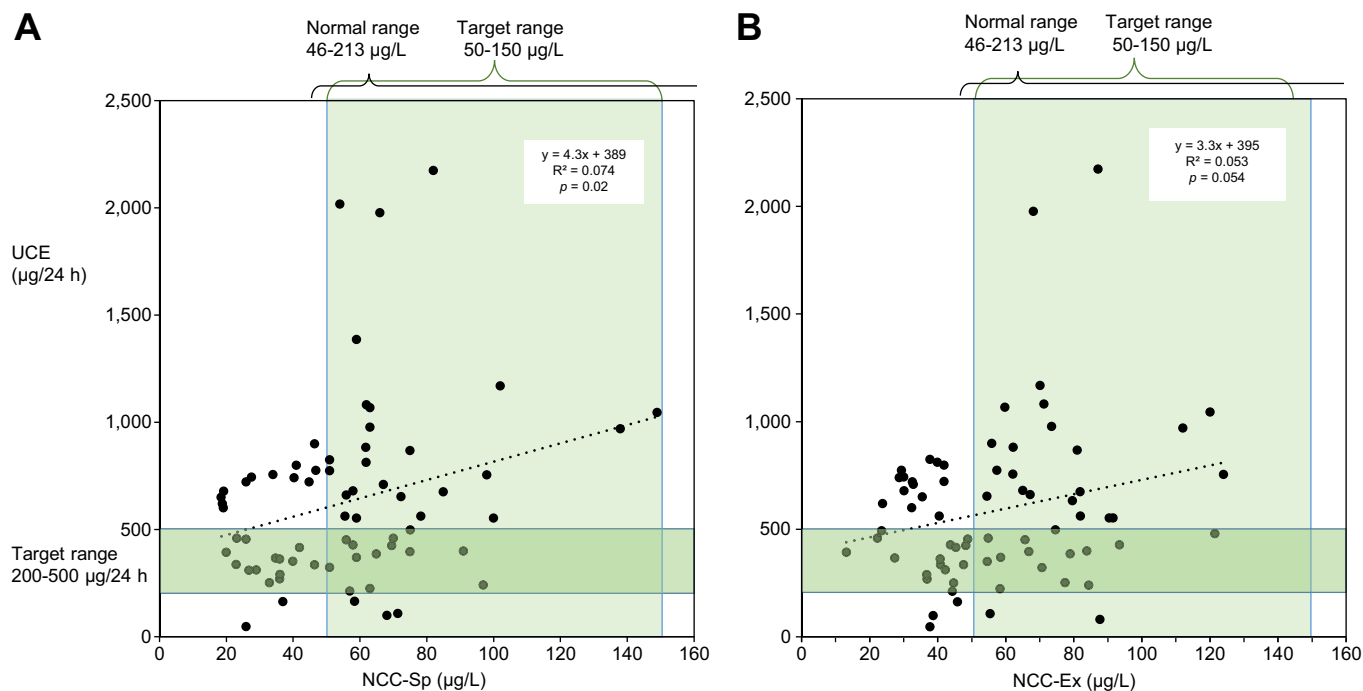 A
Normal range
46-213 µg/L
Target range
50-150 µg/L
2,500
2,000
1,500
1,000
500
0
UCE
(µg/24 h)
Target range
200-500 µg/24 h
y = 4.3x + 389
R² = 0.074
p = 0.02
0 20 40 60 80 100 120 140 160
NCC-Sp (µg/L)
B
Normal range
46-213 µg/L
Target range
50-150 µg/L
2,500
2,000
1,500
1,000
500
0
y = 3.3x + 395
R² = 0.053
p = 0.054
0 20 40 60 80 100 120 140 160
NCC-Ex (µg/L)